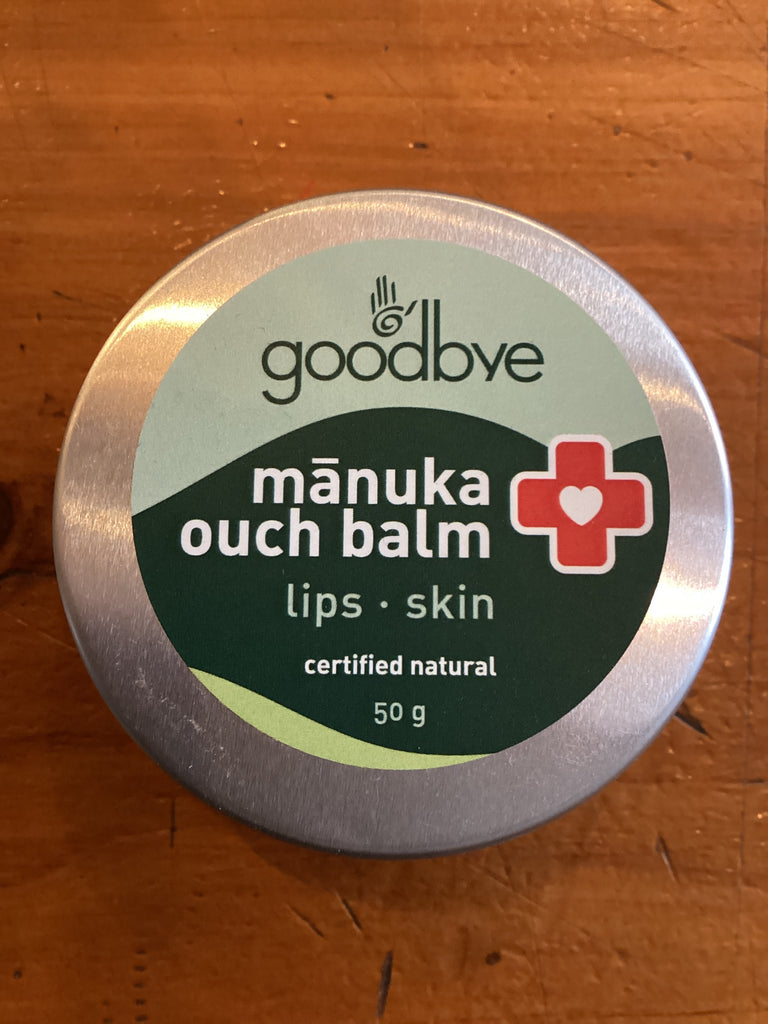 goodbye
mānuka
ouch balm
lips · skin
certified natural
50 g